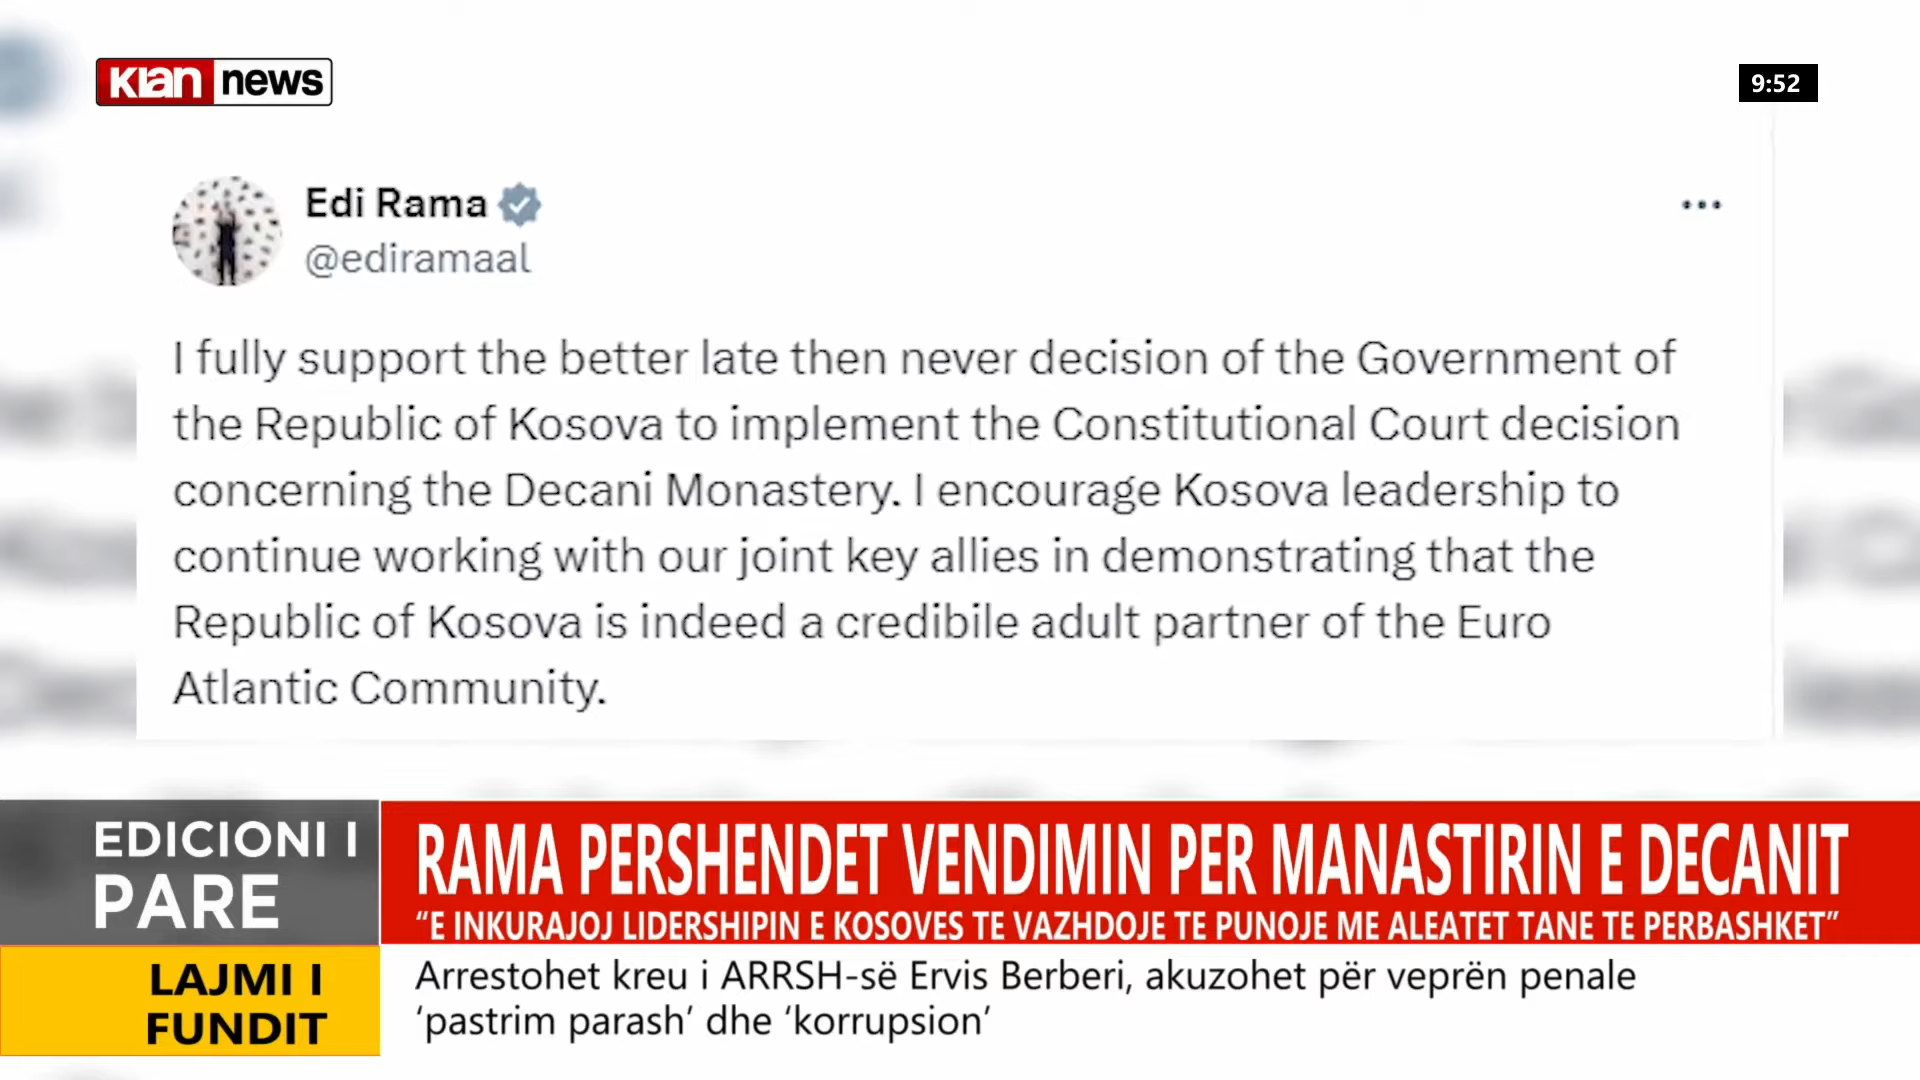 Klan news
9:52
Edi Rama
@ediramaal
I fully support the better late then never decision of the Government of
the Republic of Kosova to implement the Constitutional Court decision
concerning the Decani Monastery. I encourage Kosova leadership to
continue working with our joint key allies in demonstrating that the
Republic of Kosova is indeed a credibile adult partner of the Euro
Atlantic Community.
EDICIONI I
PARE
RAMA PERSHENDET VENDIMIN PER MANASTIRIN E DECANIT
“E INKURAJOJ LIDERSHIPIN E KOSOVES TE VAZHDOJE TE PUNOJE ME ALEATET TANE TE PERBASHKET”
LAJMI I
FUNDIT
Arrestohet kreu i ARRSH-së Ervis Berberi, akuzohet për veprën penale
‘pastrim parash’ dhe ‘korrupsion’